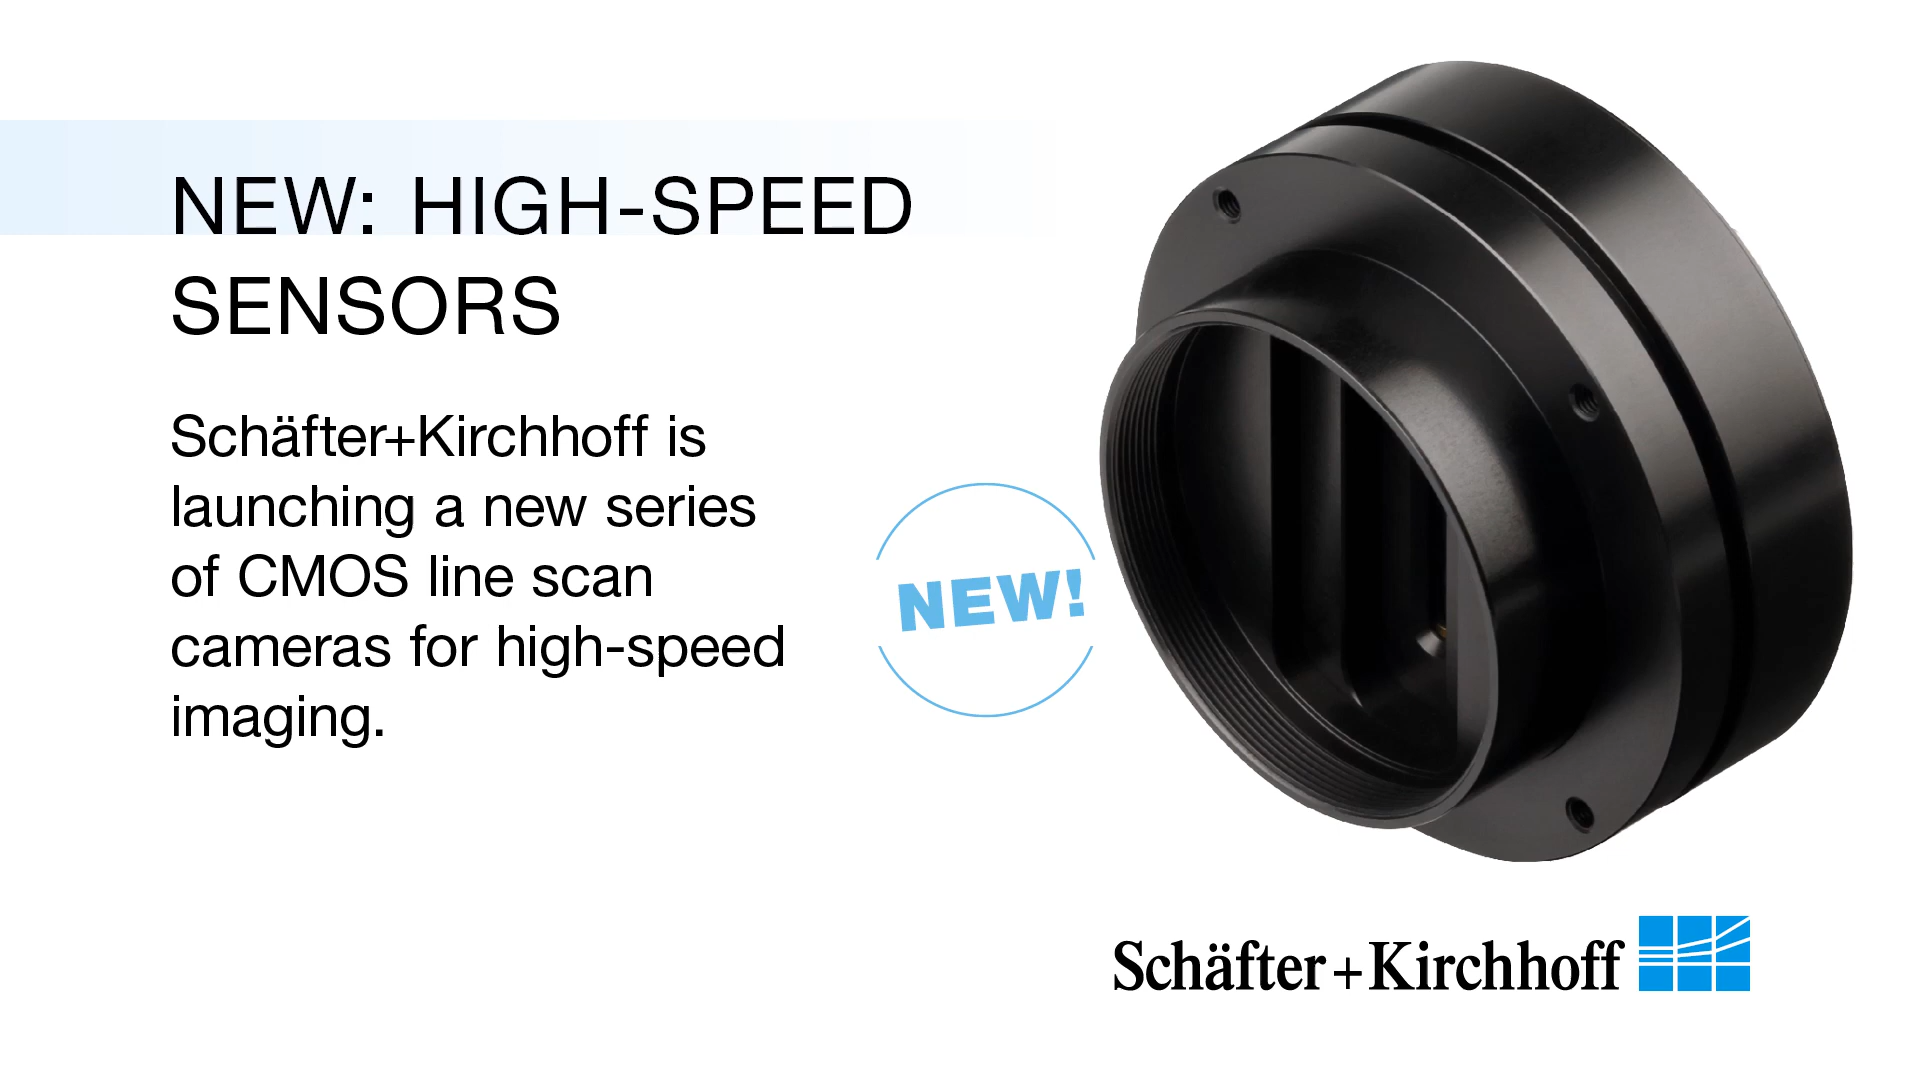 NEW: HIGH-SPEED
SENSORS
Schäfter+Kirchhoff is
launching a new series
of CMOS line scan
cameras for high-speed
imaging.
NEW!
Schäfter+Kirchhoff